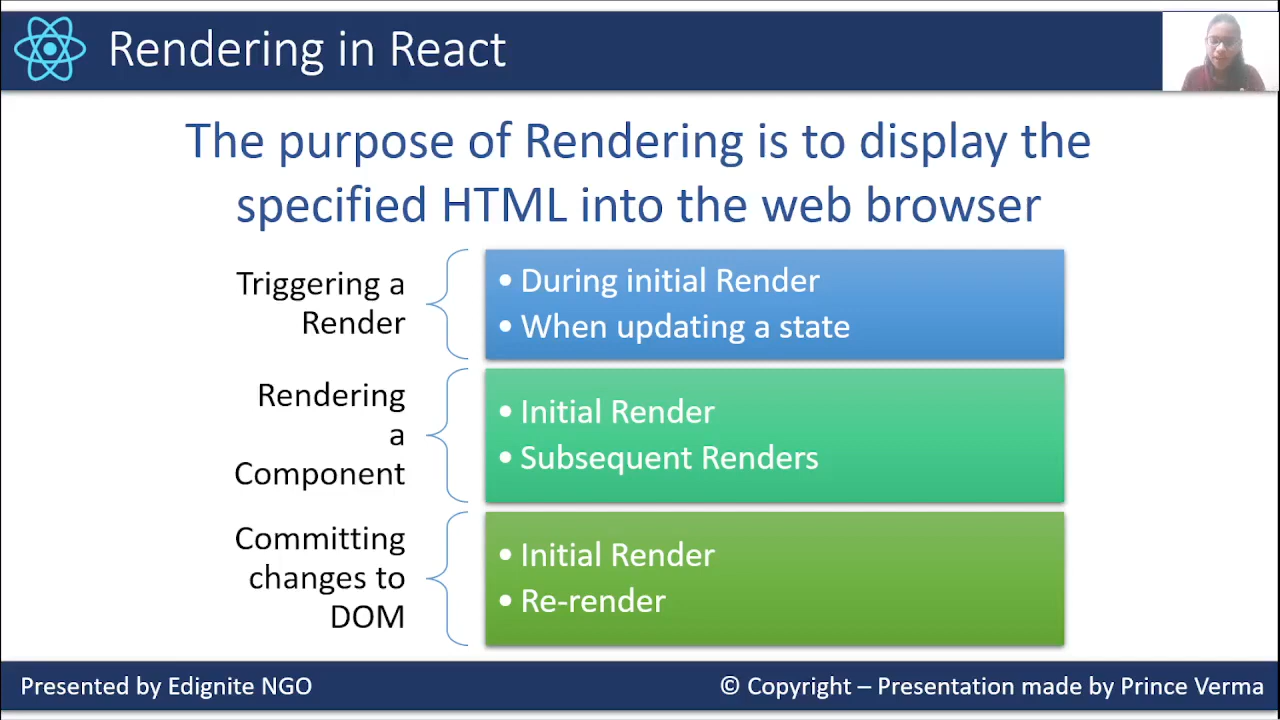 Rendering in React
The purpose of Rendering is to display the
specified HTML into the web browser
Triggering a
Render
• During initial Render
• When updating a state
Rendering
a
Component
• Initial Render
• Subsequent Renders
Committing
changes to
DOM
• Initial Render
• Re-render
Presented by Edignite NGO
© Copyright – Presentation made by Prince Verma